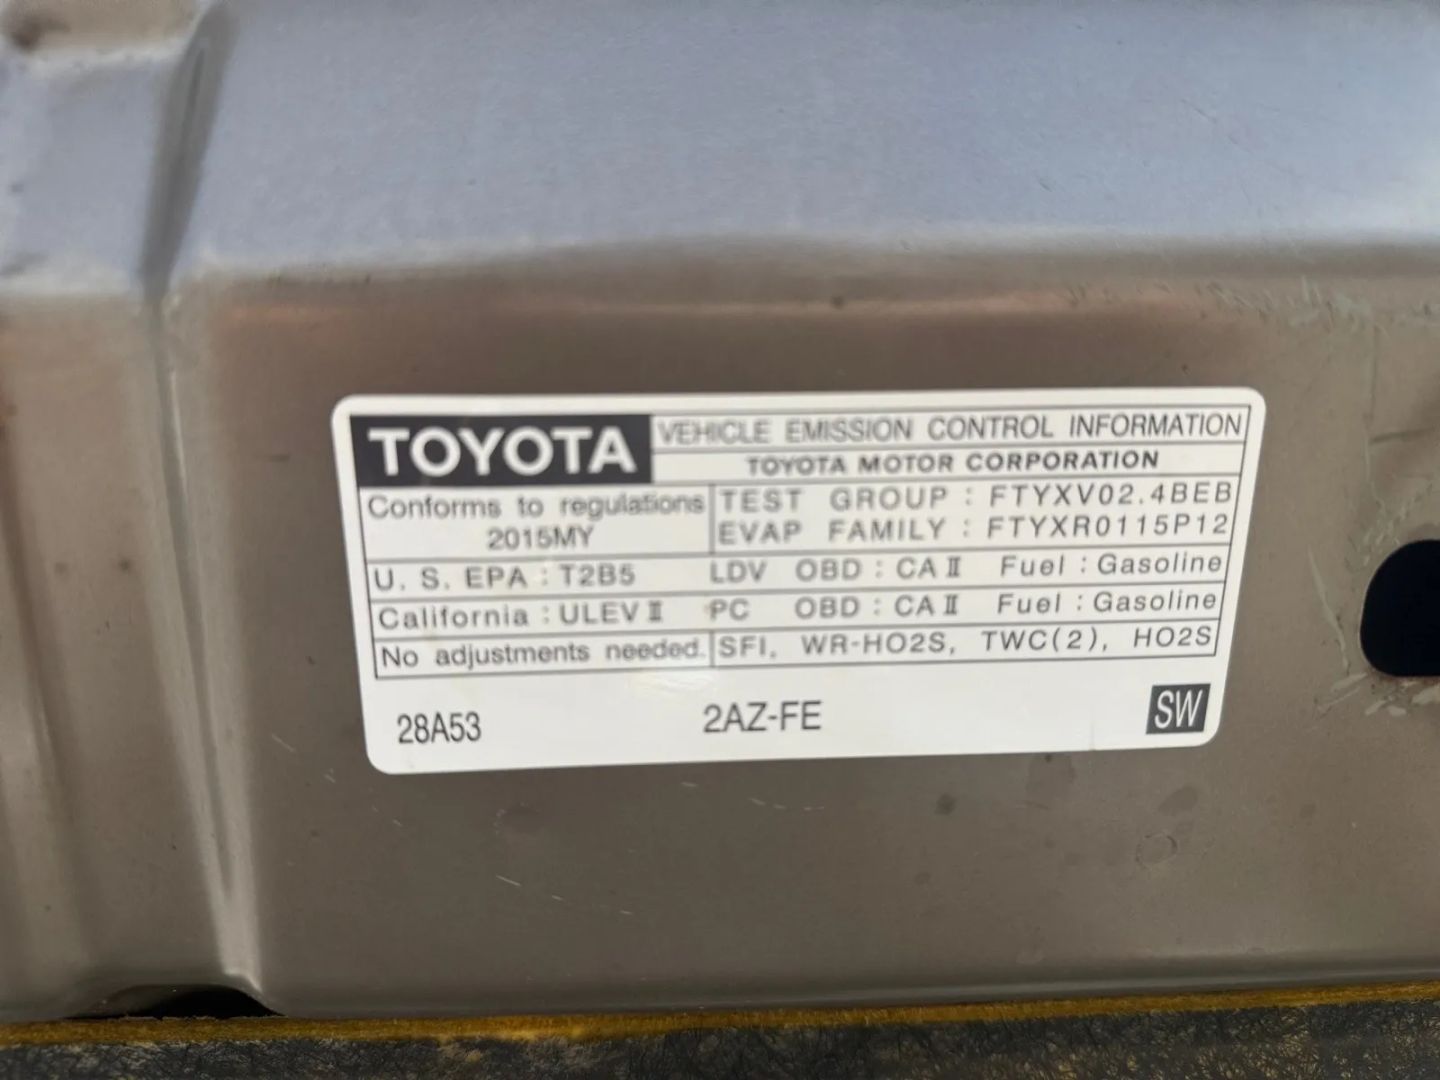 TOYOTA VEHICLE EMISSION CONTROL INFORMATION
TOYOTA MOTOR CORPORATION
Conforms to regulations
2015MY
TEST GROUP : FTYXV02.4BEB
EVAP FAMILY : FTYXR0115P12
U. S. EPA : T2B5 LDV OBD : CA II Fuel : Gasoline
California : ULEV II PC OBD : CA II Fuel : Gasoline
No adjustments needed. SFI, WR-HO2S, TWC(2), HO2S
28A53 2AZ-FE SW